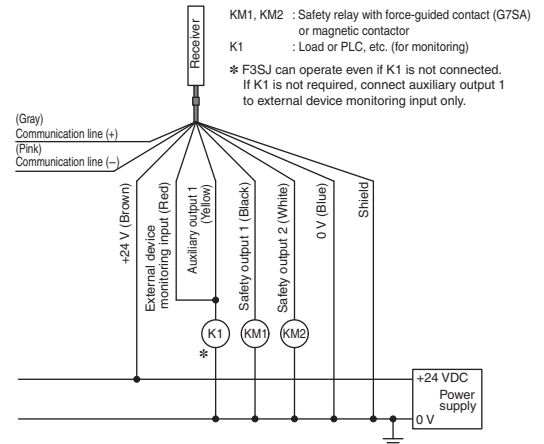 KM1, KM2 : Safety relay with force-guided contact (G7SA)
or magnetic contactor
K1 : Load or PLC, etc. (for monitoring)
* F3SJ can operate even if K1 is not connected.
If K1 is not required, connect auxiliary output 1
to external device monitoring input only.
Receiver
(Gray)
Communication line (+)
(Pink)
Communication line (–)
+24 V (Brown)
External device
monitoring input (Red)
Auxiliary output 1
(Yellow)
Safety output 1 (Black)
Safety output 2 (White)
0 V (Blue)
Shield
K1
*
KM1
KM2
+24 VDC
Power
supply
0 V